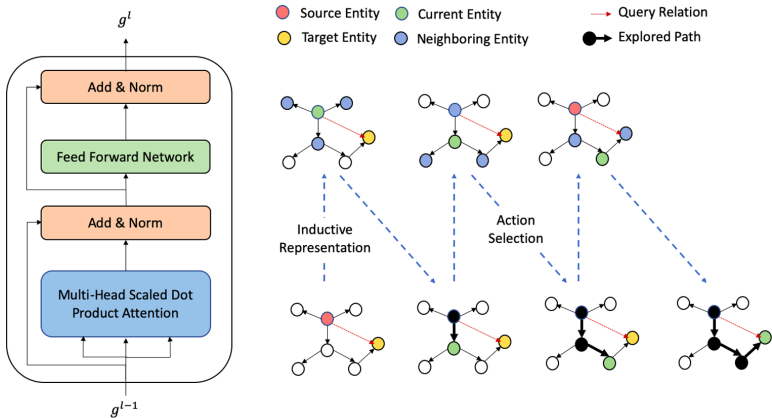 g^l
Add & Norm
Feed Forward Network
Add & Norm
Multi-Head Scaled Dot
Product Attention
g^{l-1}
Source Entity
Current Entity
Query Relation
Target Entity
Neighboring Entity
Explored Path
Inductive
Representation
Action
Selection